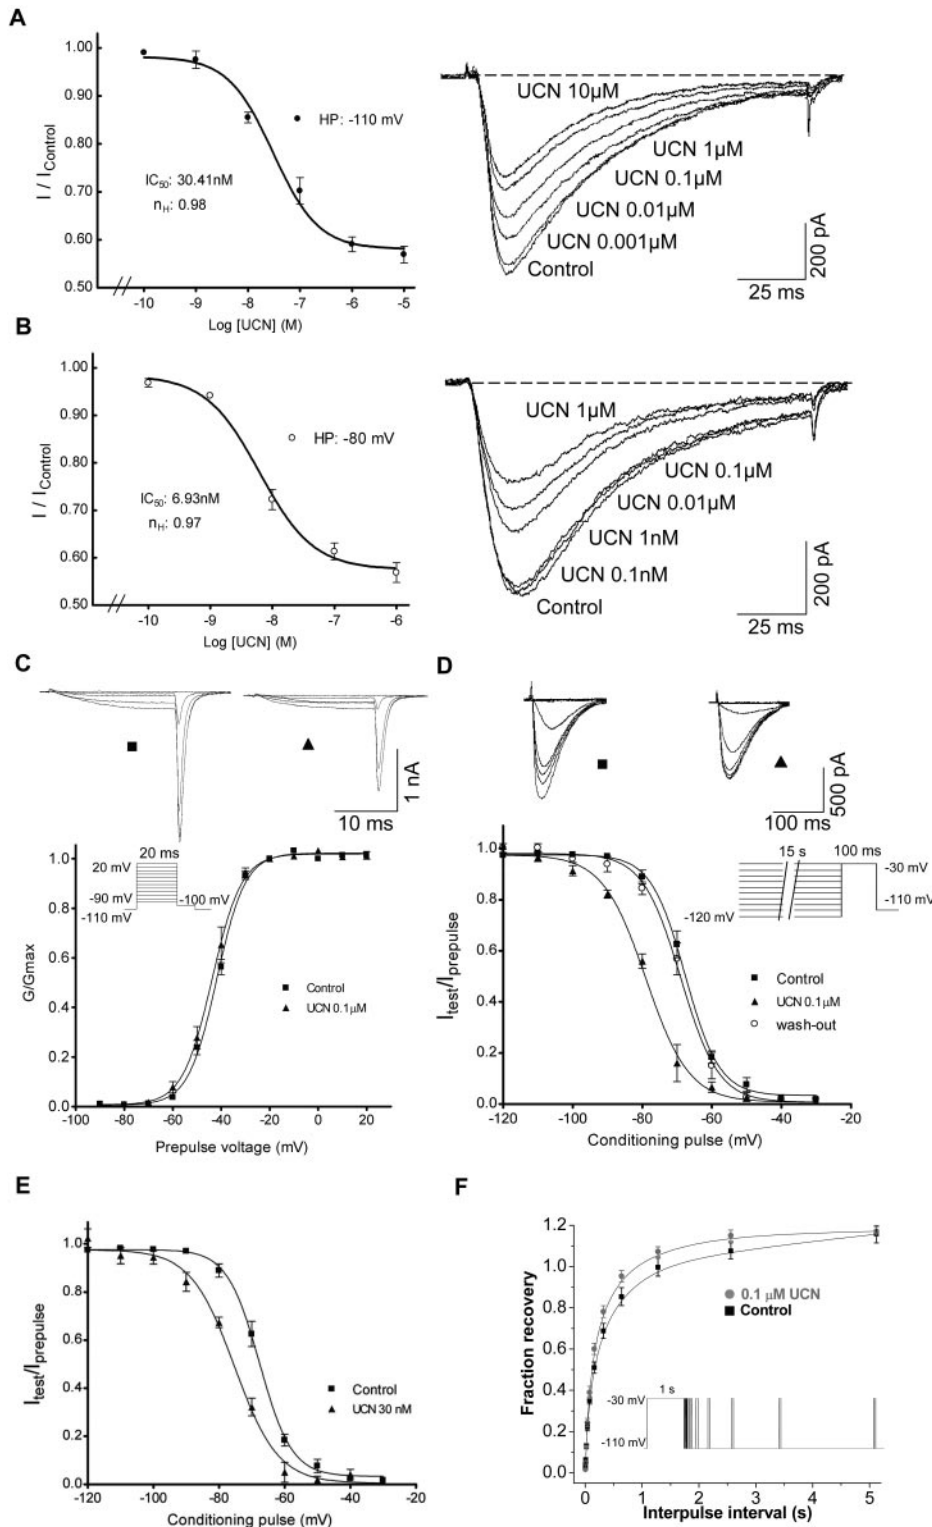 A
1.00
0.90
0.80
0.70
0.60
0.50
I / I Control
HP: -110 mV
IC50: 30.41nM
nH: 0.98
-10 -9 -8 -7 -6 -5
Log [UCN] (M)
UCN 10µM
UCN 1µM
UCN 0.1µM
UCN 0.01µM
UCN 0.001µM
Control
200 pA
25 ms
B
1.00
0.90
0.80
0.70
0.60
0.50
I / I Control
HP: -80 mV
IC50: 6.93nM
nH: 0.97
-10 -9 -8 -7 -6
Log [UCN] (M)
UCN 1µM
UCN 0.1µM
UCN 0.01µM
UCN 1nM
UCN 0.1nM
Control
200 pA
25 ms
C
1 nA
10 ms
1.0
0.8
0.6
0.4
0.2
0.0
G/Gmax
20 ms
20 mV
-90 mV
-110 mV
-100 mV
Control
UCN 0.1µM
-100 -80 -60 -40 -20 0 20
Prepulse voltage (mV)
D
500 pA
100 ms
1.0
0.8
0.6
0.4
0.2
0.0
Itest/Iprepulse
15 s 100 ms
-30 mV
-110 mV
-120 mV
Control
UCN 0.1µM
wash-out
-120 -100 -80 -60 -40 -20
Conditioning pulse (mV)
E
1.0
0.8
0.6
0.4
0.2
0.0
Itest/Iprepulse
Control
UCN 30 nM
-120 -100 -80 -60 -40 -20
Conditioning pulse (mV)
F
1.2
1.0
0.8
0.6
0.4
0.2
0.0
Fraction recovery
0.1 µM UCN
Control
1 s
-30 mV
-110 mV
0 1 2 3 4 5
Interpulse interval (s)